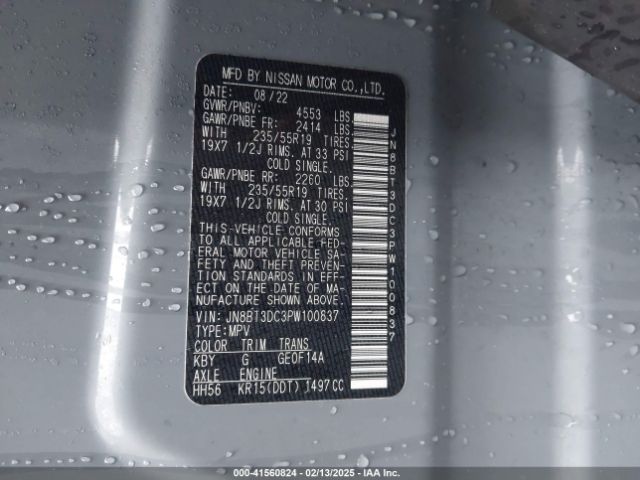 MFD BY NISSAN MOTOR CO.,LTD.
DATE: 08/22
GVWR/PNBV: 4553 LBS
GAWR/PNBE FR: 2414 LBS
WITH 235/55R19 TIRES.
19X7 1/2J RIMS. AT 33 PSI
COLD SINGLE.
GAWR/PNBE RR: 2260 LBS
WITH 235/55R19 TIRES.
19X7 1/2J RIMS. AT 30 PSI
COLD SINGLE.
THIS VEHICLE CONFORMS
TO ALL APPLICABLE FED-
ERAL MOTOR VEHICLE SA-
FETY AND THEFT PREVEN-
TION STANDARDS IN EFF-
ECT ON THE DATE OF MA-
NUFACTURE SHOWN ABOVE.
VIN: JN8BT3DC3PW100837
TYPE: MPV
COLOR TRIM TRANS
KBY G GE0F14A
AXLE ENGINE
HH56 KR15(DDT) 1497CC
JN8BT3DC3PW100837
000-41560824 - 02/13/2025 - IAA Inc.